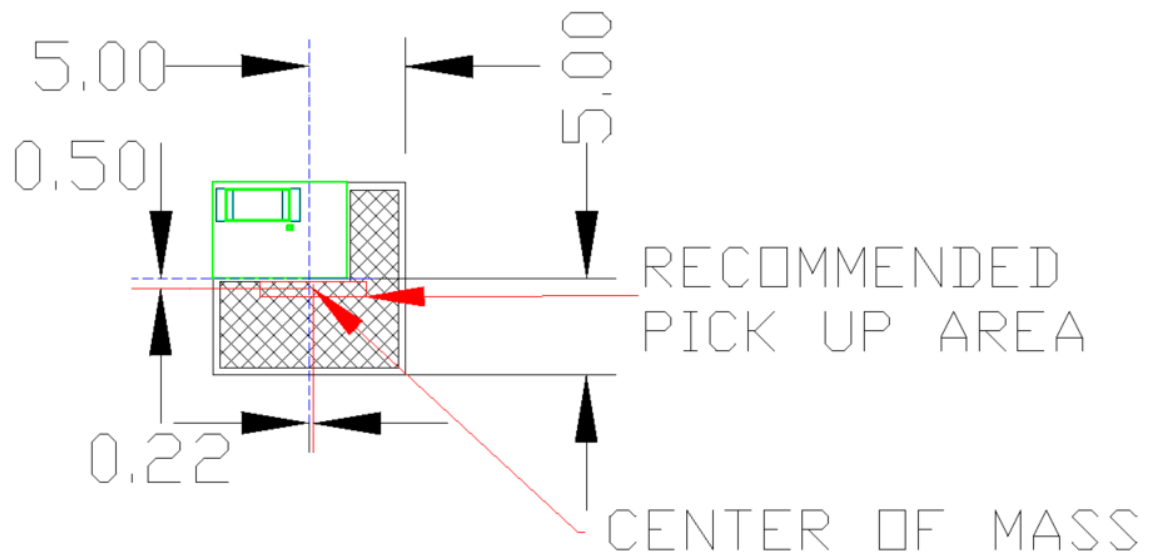 5.00
5.00
0.50
RECOMMENDED
PICK UP AREA
0.22
CENTER OF MASS